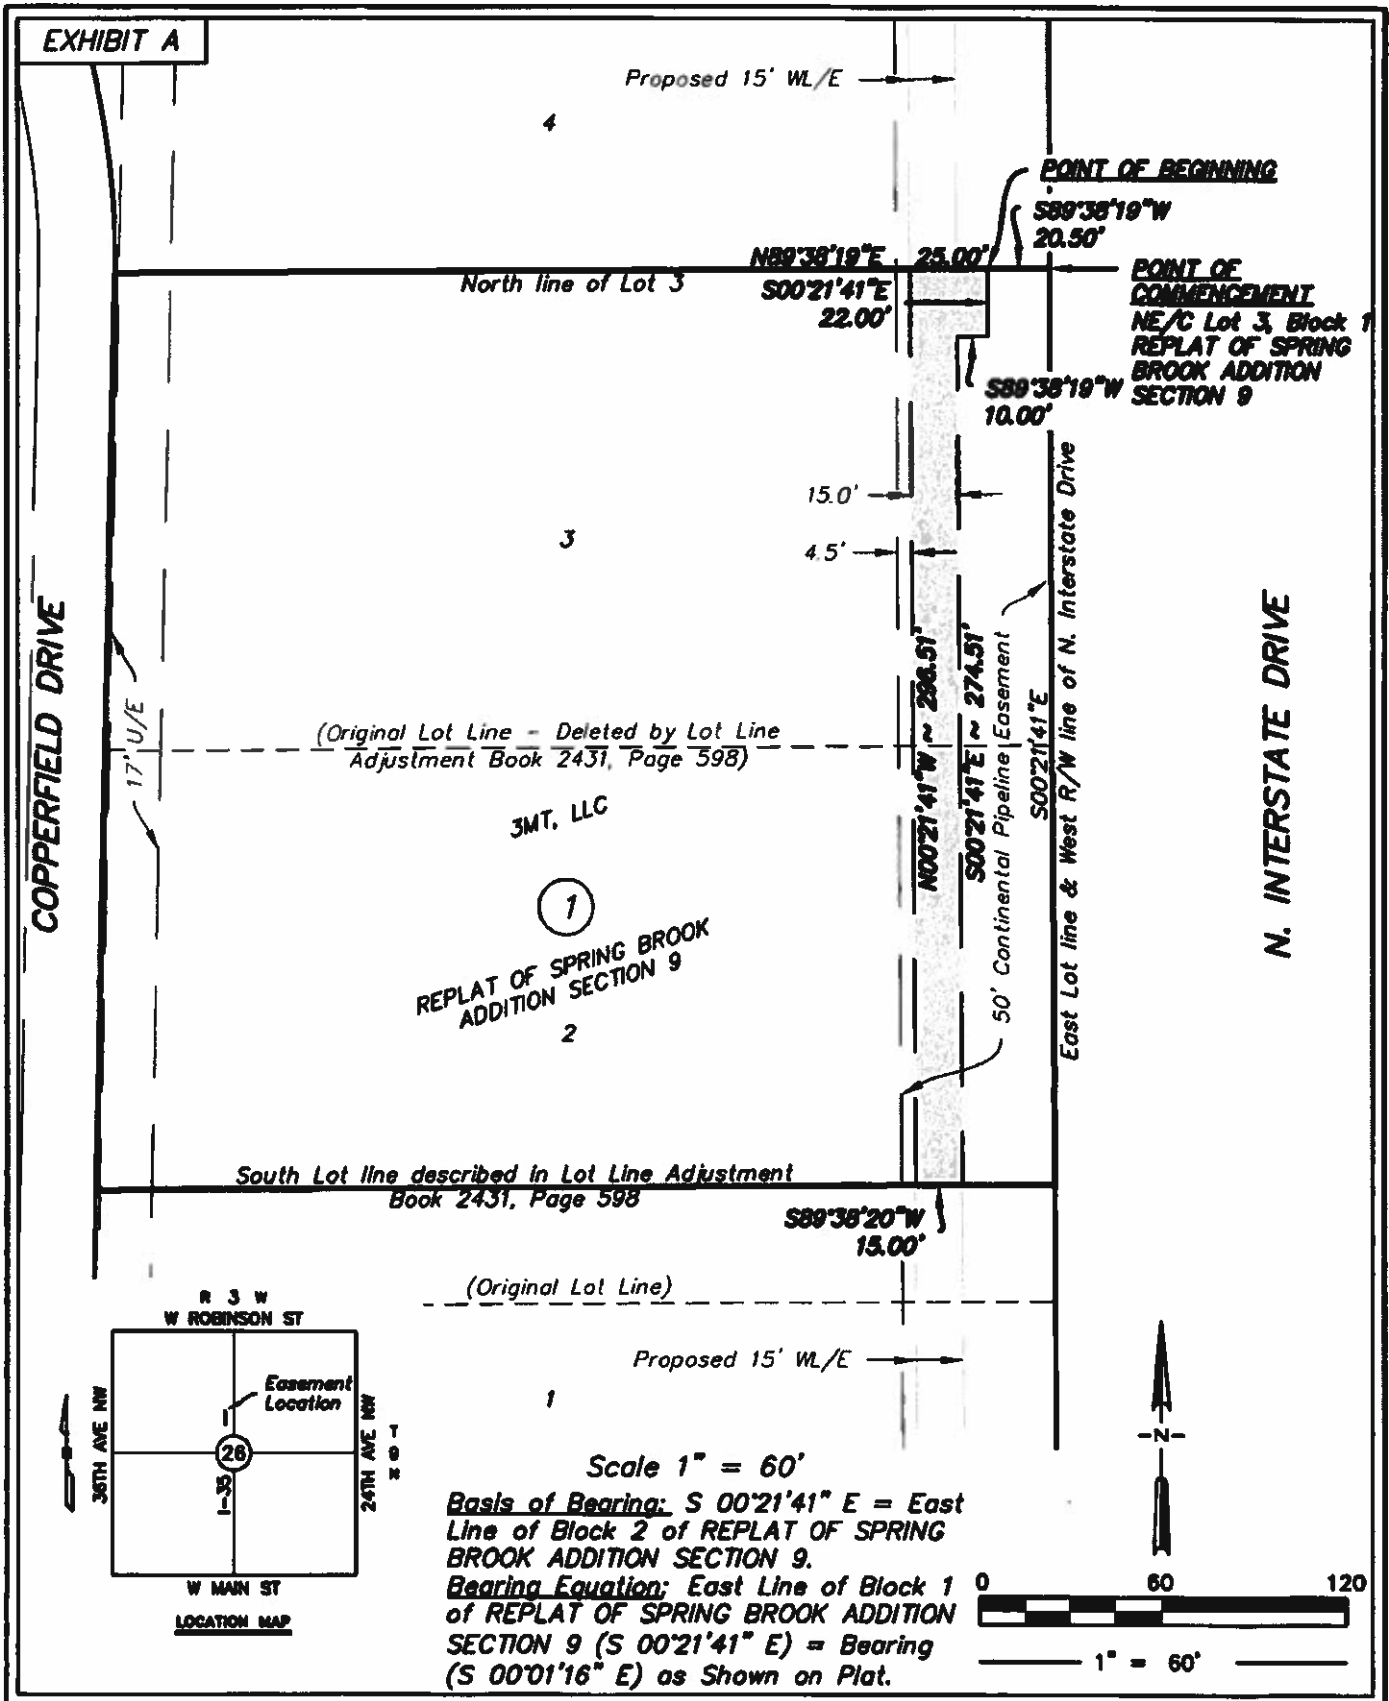 EXHIBIT A
Proposed 15' WL/E
4
POINT OF BEGINNING
S89°38'19"W
20.50'
N89°38'19"E 25.00'
North line of Lot 3
S00°21'41"E
22.00'
POINT OF
COMMENCEMENT
NE/C Lot 3, Block 1
REPLAT OF SPRING
BROOK ADDITION
SECTION 9
S89°38'19"W
10.00'
15.0'
3
4.5'
COPPERFIELD DRIVE
17' U/E
(Original Lot Line - Deleted by Lot Line
Adjustment Book 2431, Page 598)
3MT, LLC
1
REPLAT OF SPRING BROOK
ADDITION SECTION 9
2
N00°21'41"W ~ 296.51'
S00°21'41"E ~ 274.51'
50' Continental Pipeline Easement
S00°21'41"E
East Lot line & West R/W line of N. Interstate Drive
N. INTERSTATE DRIVE
South Lot line described in Lot Line Adjustment
Book 2431, Page 598
S89°38'20"W
15.00'
(Original Lot Line)
Proposed 15' WL/E
1
R 3 W
W ROBINSON ST
Easement
Location
36TH AVE NW
26
I-35
24TH AVE NW
T 9 N
W MAIN ST
LOCATION MAP
Scale 1" = 60'
Basis of Bearing: S 00°21'41" E = East
Line of Block 2 of REPLAT OF SPRING
BROOK ADDITION SECTION 9.
Bearing Equation: East Line of Block 1
of REPLAT OF SPRING BROOK ADDITION
SECTION 9 (S 00°21'41" E) = Bearing
(S 00°01'16" E) as Shown on Plat.
-N-
0 60 120
1" = 60'